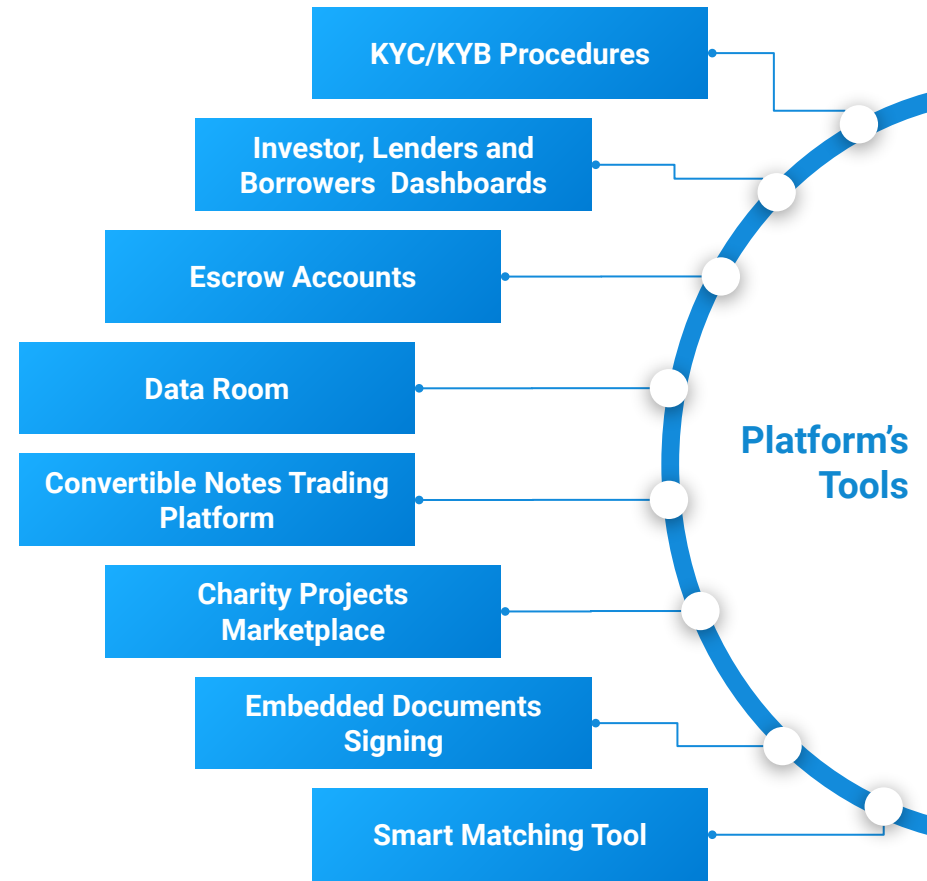 KYC/KYB Procedures
Investor, Lenders and
Borrowers Dashboards
Escrow Accounts
Data Room
Convertible Notes Trading
Platform
Charity Projects
Marketplace
Embedded Documents
Signing
Smart Matching Tool
Platform’s
Tools